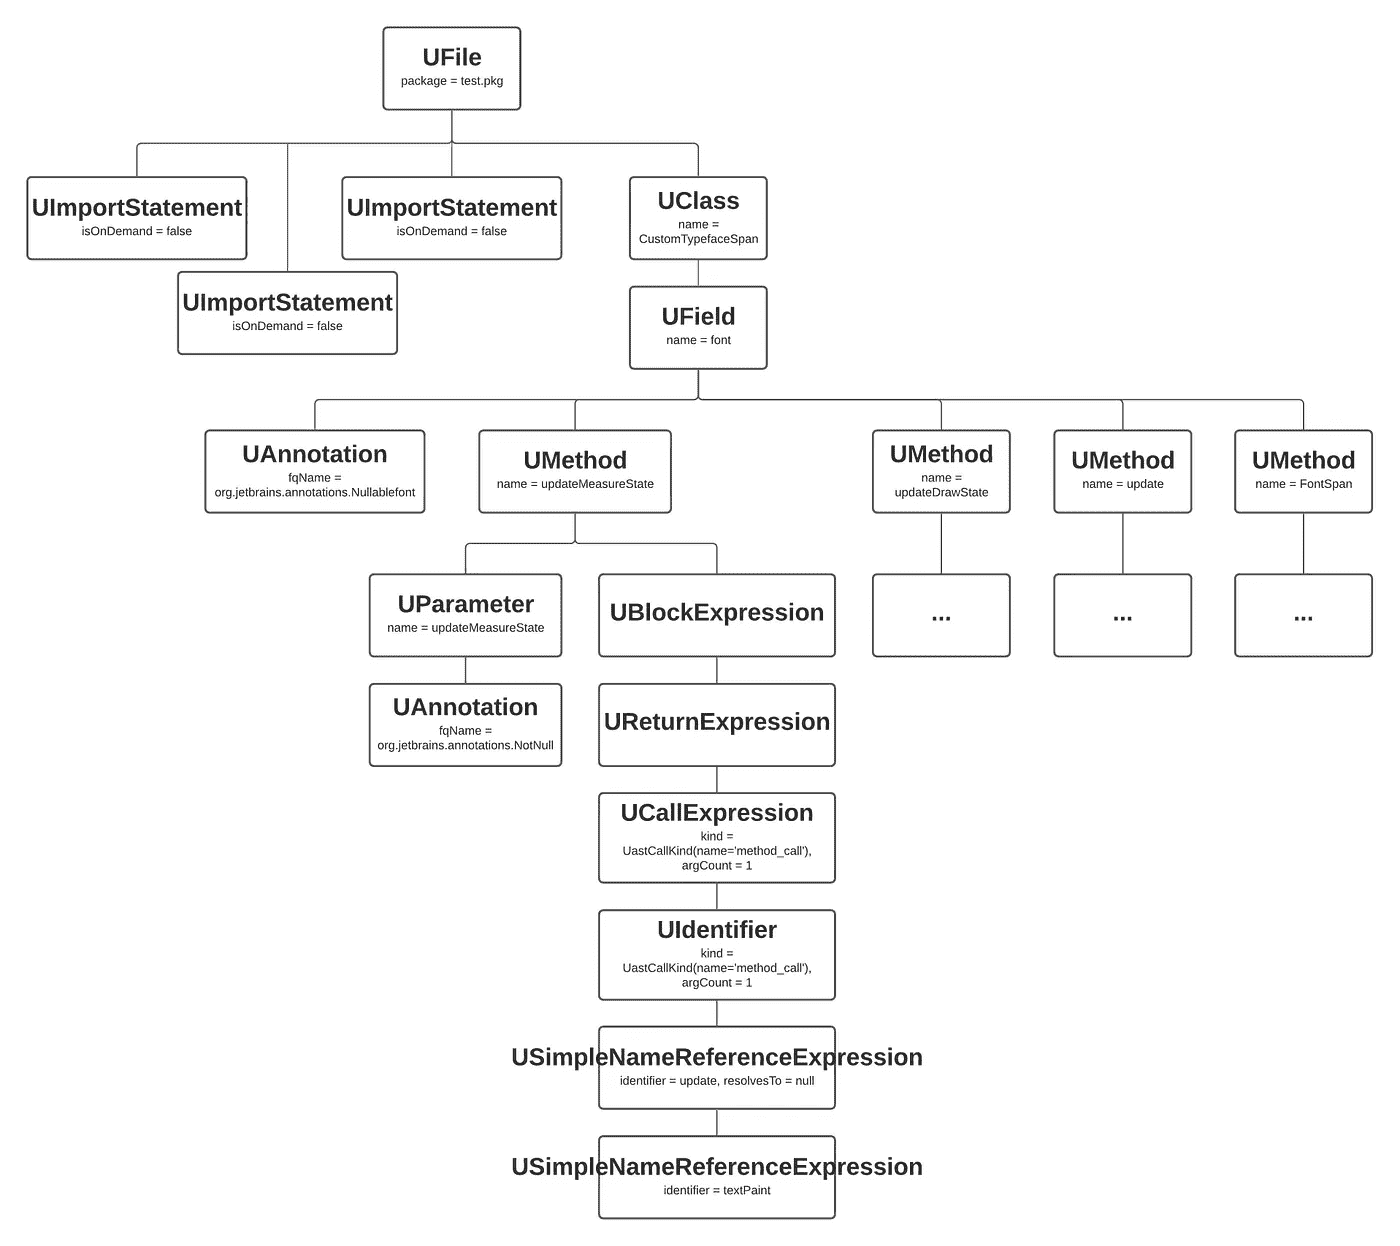 UFile
package = test.pkg
UImportStatement
isOnDemand = false
UImportStatement
isOnDemand = false
UClass
name =
CustomTypefaceSpan
UImportStatement
isOnDemand = false
UField
name = font
UAnnotation
fqName =
org.jetbrains.annotations.Nullablefont
UMethod
name = updateMeasureState
UMethod
name =
updateDrawState
UMethod
name = update
UMethod
name = FontSpan
UParameter
name = updateMeasureState
UBlockExpression
...
...
...
UAnnotation
fqName =
org.jetbrains.annotations.NotNull
UReturnExpression
UCallExpression
kind =
UastCallKind(name='method_call'),
argCount = 1
UIdentifier
kind =
UastCallKind(name='method_call'),
argCount = 1
USimpleNameReferenceExpression
identifier = update, resolvesTo = null
USimpleNameReferenceExpression
identifier = textPaint